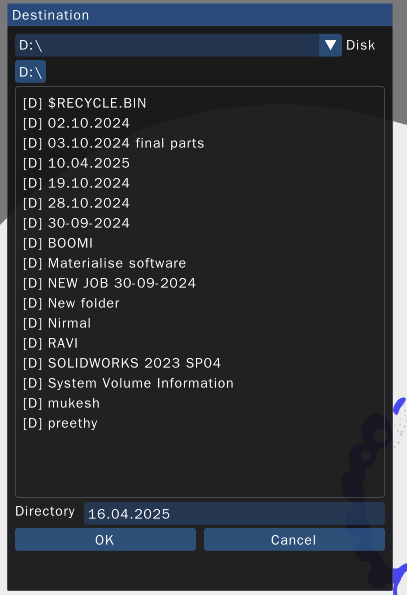 Destination
D:\ Disk
D:\
[D] $RECYCLE.BIN
[D] 02.10.2024
[D] 03.10.2024 final parts
[D] 10.04.2025
[D] 19.10.2024
[D] 28.10.2024
[D] 30-09-2024
[D] BOOMI
[D] Materialise software
[D] NEW JOB 30-09-2024
[D] New folder
[D] Nirmal
[D] RAVI
[D] SOLIDWORKS 2023 SP04
[D] System Volume Information
[D] mukesh
[D] preethy
Directory 16.04.2025
OK Cancel